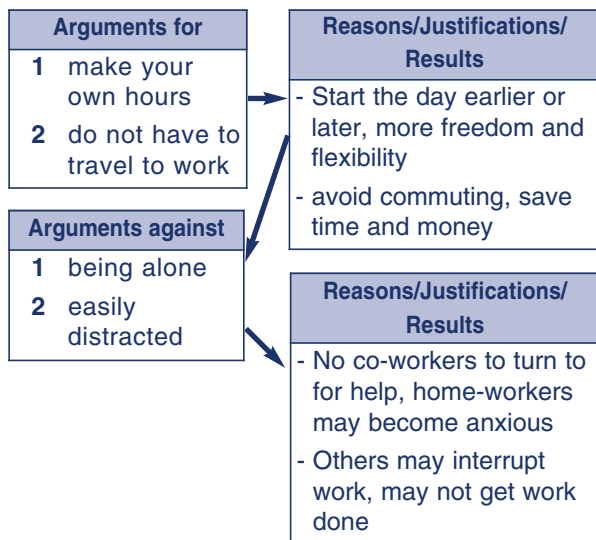 Arguments for
1 make your
own hours
2 do not have to
travel to work
Reasons/Justifications/
Results
- Start the day earlier or
later, more freedom and
flexibility
- avoid commuting, save
time and money
Arguments against
1 being alone
2 easily
distracted
Reasons/Justifications/
Results
- No co-workers to turn to
for help, home-workers
may become anxious
- Others may interrupt
work, may not get work
done